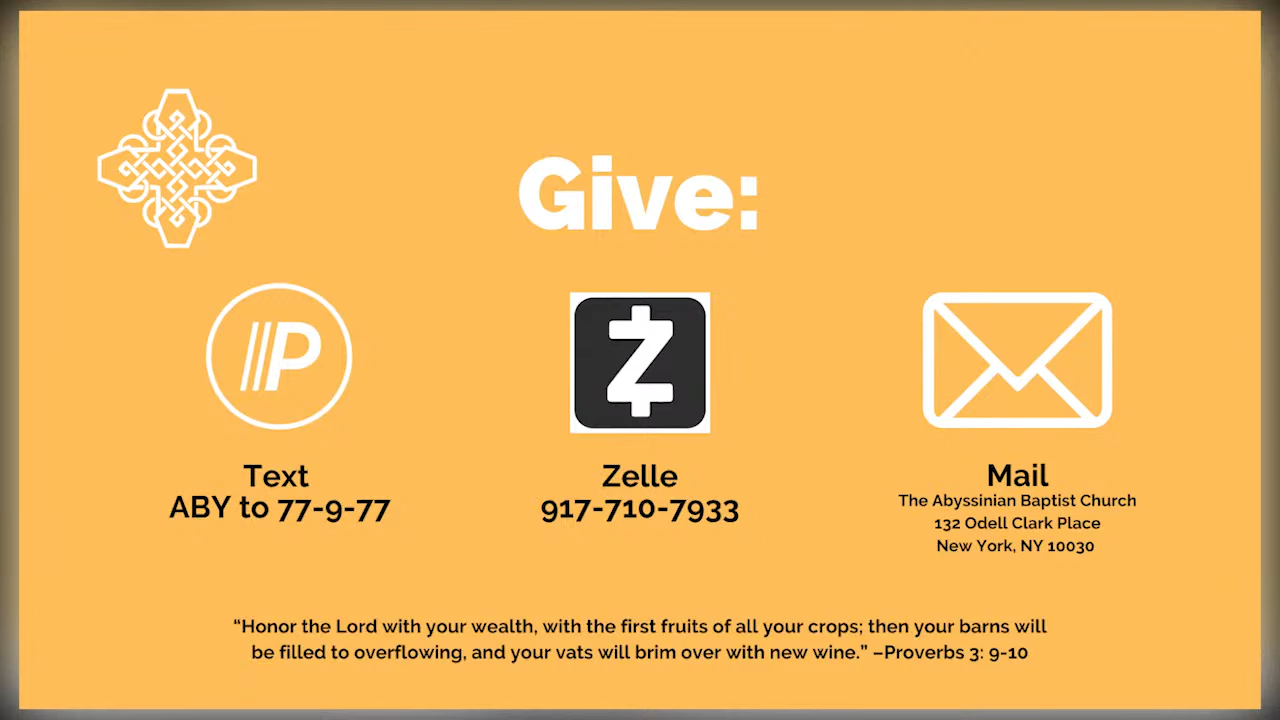 Give:
Text
ABY to 77-9-77
Zelle
917-710-7933
Mail
The Abyssinian Baptist Church
132 Odell Clark Place
New York, NY 10030
“Honor the Lord with your wealth, with the first fruits of all your crops; then your barns will
be filled to overflowing, and your vats will brim over with new wine.” –Proverbs 3: 9-10